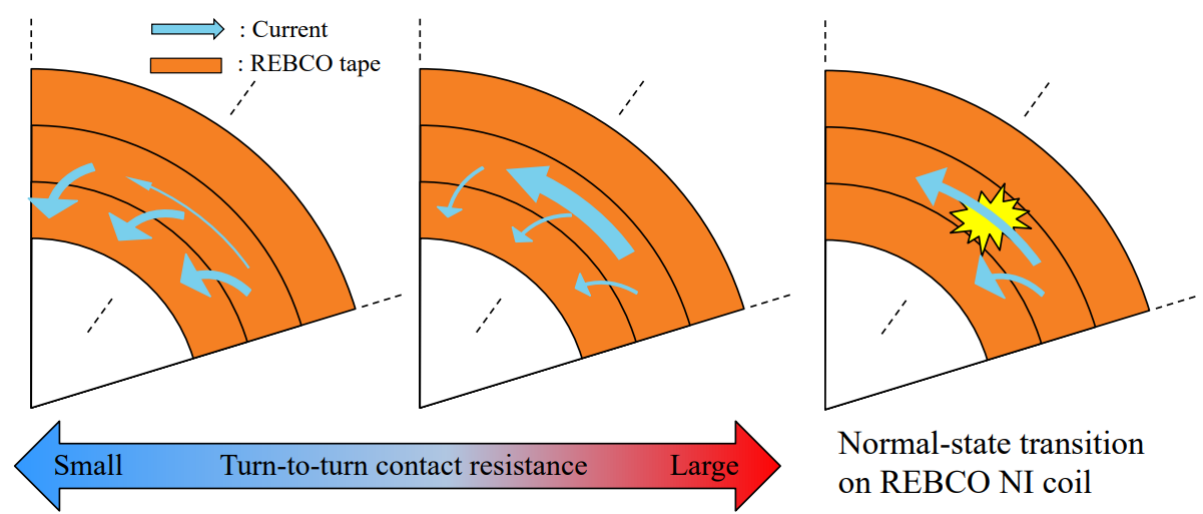 : Current
: REBCO tape
Small Turn-to-turn contact resistance Large
Normal-state transition
on REBCO NI coil